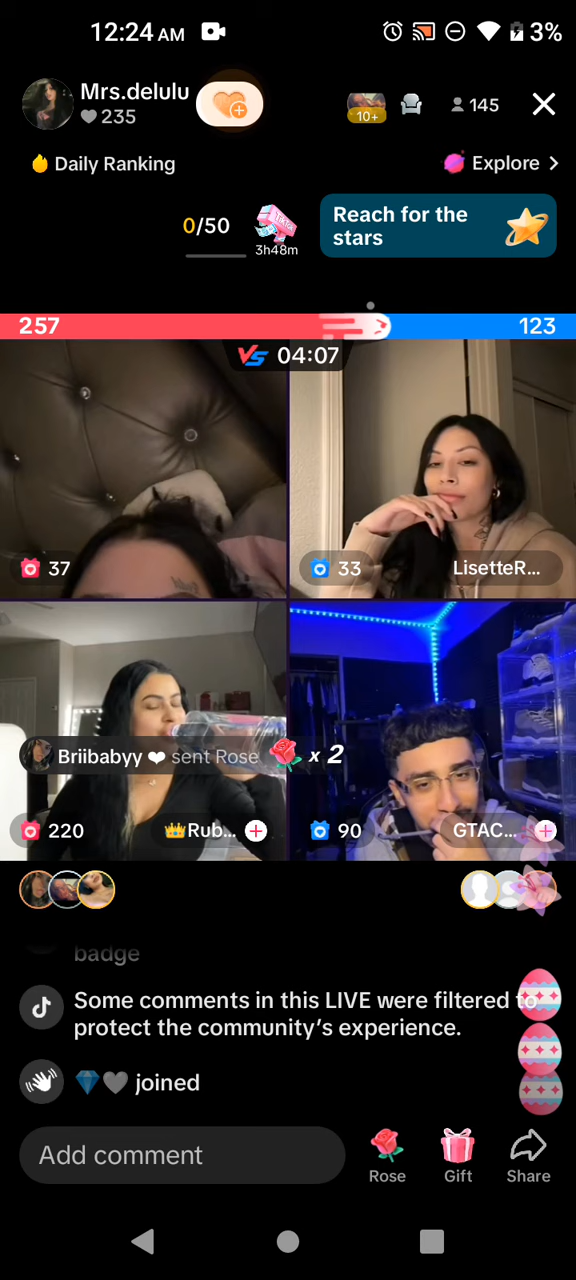 12:24 AM
3%
Mrs.delulu
235
10+
145
Daily Ranking
Explore
0/50
3h48m
Reach for the
stars
257
123
VS 04:07
37
33
LisetteR...
Briibabyy ❤ sent Rose x 2
220
👑Rub...
90
GTAC...
badge
Some comments in this LIVE were filtered to
protect the community’s experience.
💎🩶 joined
Add comment
Rose
Gift
Share